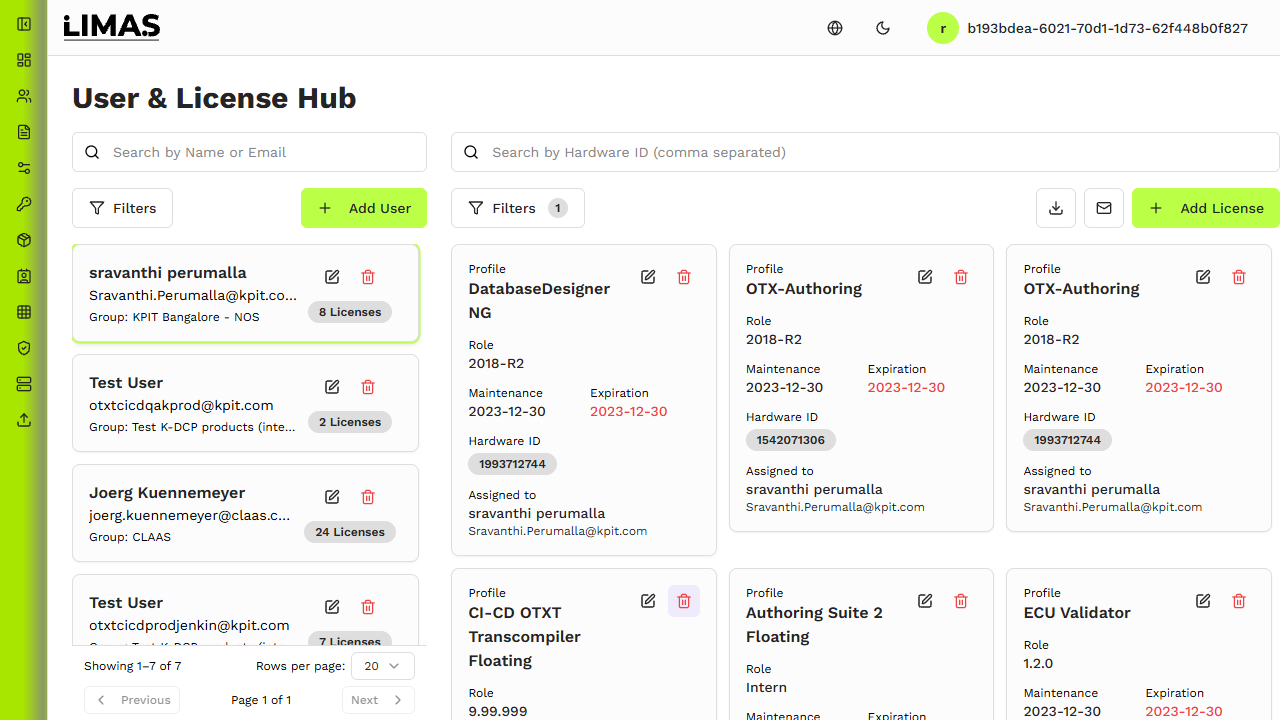 LIMAS
r
b193bdea-6021-70d1-1d73-62f448b0f827
User & License Hub
Search by Name or Email
Filters
Add User
sravanthi perumalla
Sravanthi.Perumalla@kpit.co...
Group: KPIT Bangalore - NOS
8 Licenses
Test User
otxtcicdqakprod@kpit.com
Group: Test K-DCP products (inte...
2 Licenses
Joerg Kuennemeyer
joerg.kuennemeyer@claas.c...
Group: CLAAS
24 Licenses
Test User
otxtcicdprodjenkin@kpit.com
7 Licenses
Showing 1–7 of 7
Rows per page:
20
Previous
Page 1 of 1
Next
Search by Hardware ID (comma separated)
Filters
1
Add License
Profile
DatabaseDesigner
NG
Role
2018-R2
Maintenance
Expiration
2023-12-30
2023-12-30
Hardware ID
1993712744
Assigned to
sravanthi perumalla
Sravanthi.Perumalla@kpit.com
Profile
OTX-Authoring
Role
2018-R2
Maintenance
Expiration
2023-12-30
2023-12-30
Hardware ID
1542071306
Assigned to
sravanthi perumalla
Sravanthi.Perumalla@kpit.com
Profile
OTX-Authoring
Role
2018-R2
Maintenance
Expiration
2023-12-30
2023-12-30
Hardware ID
1993712744
Assigned to
sravanthi perumalla
Sravanthi.Perumalla@kpit.com
Profile
CI-CD OTXT
Transcompiler
Floating
Role
9.99.999
Profile
Authoring Suite 2
Floating
Role
Intern
Maintenance
Expiration
Profile
ECU Validator
Role
1.2.0
Maintenance
Expiration
2023-12-30
2023-12-30